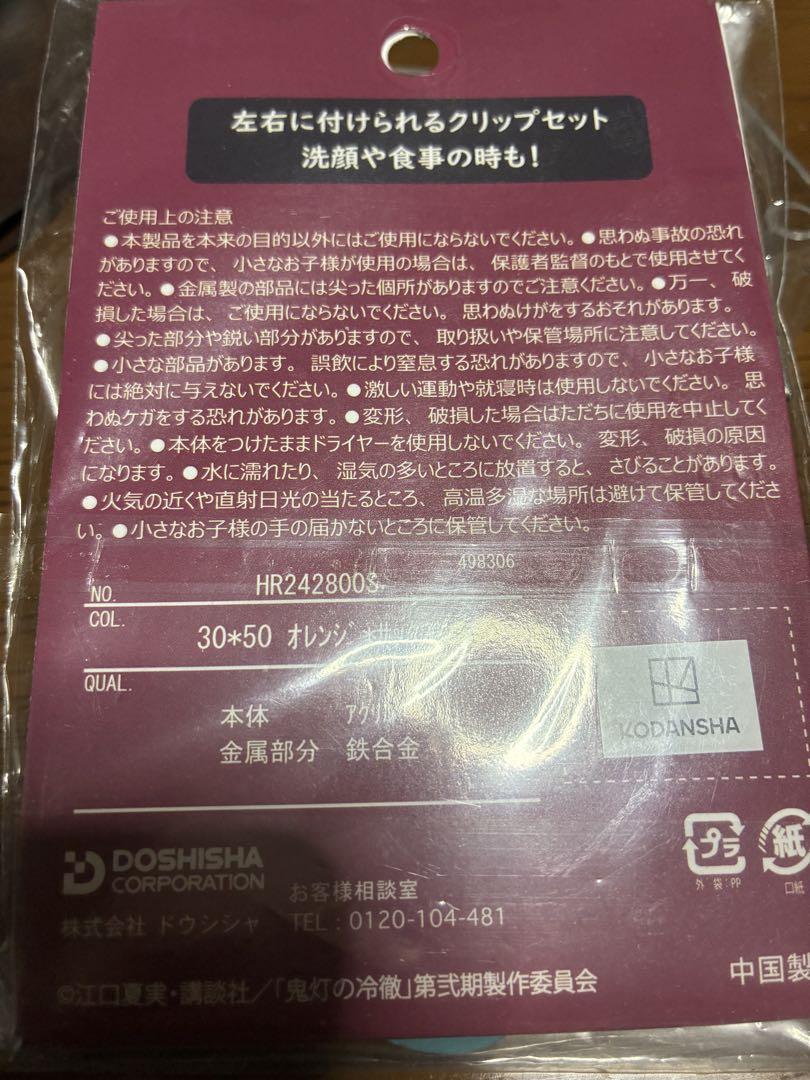 左右に付けられるクリップセット
洗顔や食事の時も!
ご使用上の注意
●本製品を本来の目的以外にはご使用にならないでください。●思わぬ事故の恐れ
がありますので、小さなお子様が使用の場合は、保護者監督のもとで使用させてく
ださい。●金属製の部品には尖った個所がありますのでご注意ください。●万一、破
損した場合は、ご使用にならないでください。思わぬけがをするおそれがあります。
●尖った部分や鋭い部分がありますので、取り扱いや保管場所に注意してください。
●小さな部品があります。誤飲により窒息する恐れがありますので、小さなお子様
には絶対に与えないでください。●激しい運動や就寝時は使用しないでください。思
わぬケガをする恐れがあります。●変形、破損した場合はただちに使用を中止してく
ださい。●本体をつけたままドライヤーを使用しないでください。変形、破損の原因
になります。●水に濡れたり、湿気の多いところに放置すると、さびることがあります。
●火気の近くや直射日光の当たるところ、高温多湿な場所は避けて保管してくださ
い。●小さなお子様の手の届かないところに保管してください。
498306
NO. HR242800S
COL.
30*50 オレンジ
QUAL.
本体 アクリル
金属部分 鉄合金
KODANSHA
DOSHISHA
CORPORATION
お客様相談室
株式会社 ドウシシャ TEL:0120-104-481
プラ
外袋:PP
紙
口紙
中国製
©江口夏実・講談社/「鬼灯の冷徹」第弐期製作委員会